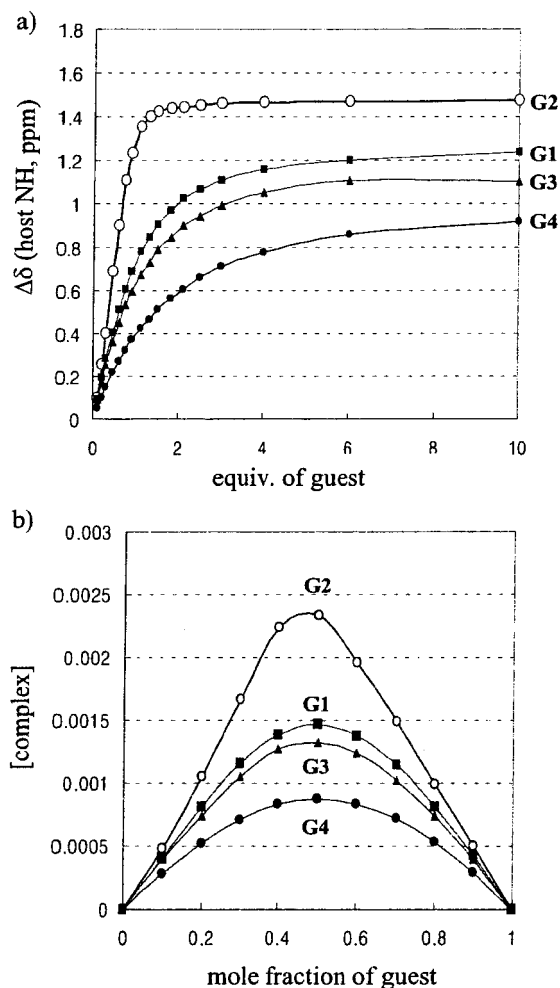 a)
1.8
1.6
1.4
1.2
1
0.8
0.6
0.4
0.2
0
Δδ (host NH, ppm)
G2
G1
G3
G4
0 2 4 6 8 10
equiv. of guest
b)
0.003
0.0025
0.002
0.0015
0.001
0.0005
0
[complex]
G2
G1
G3
G4
0 0.2 0.4 0.6 0.8 1
mole fraction of guest